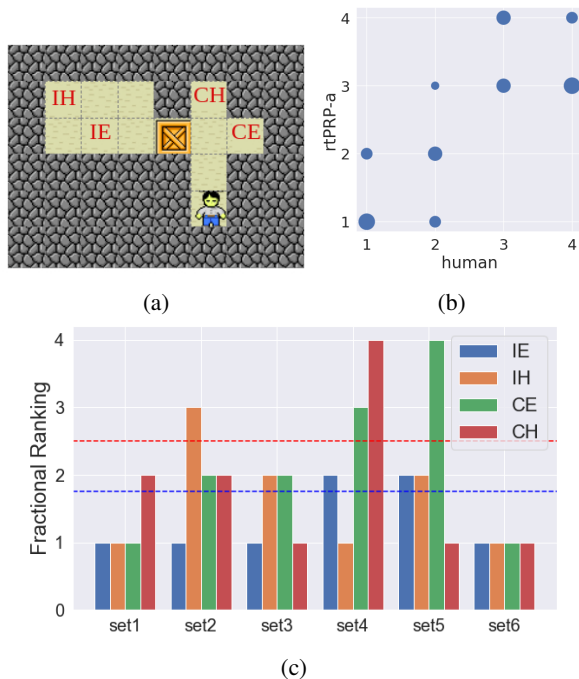 IH
CH
IE
CE
(a)
4
3
2
1
rtPRP-a
1
2
3
4
human
(b)
4
3
2
1
0
Fractional Ranking
IE
IH
CE
CH
set1
set2
set3
set4
set5
set6
(c)